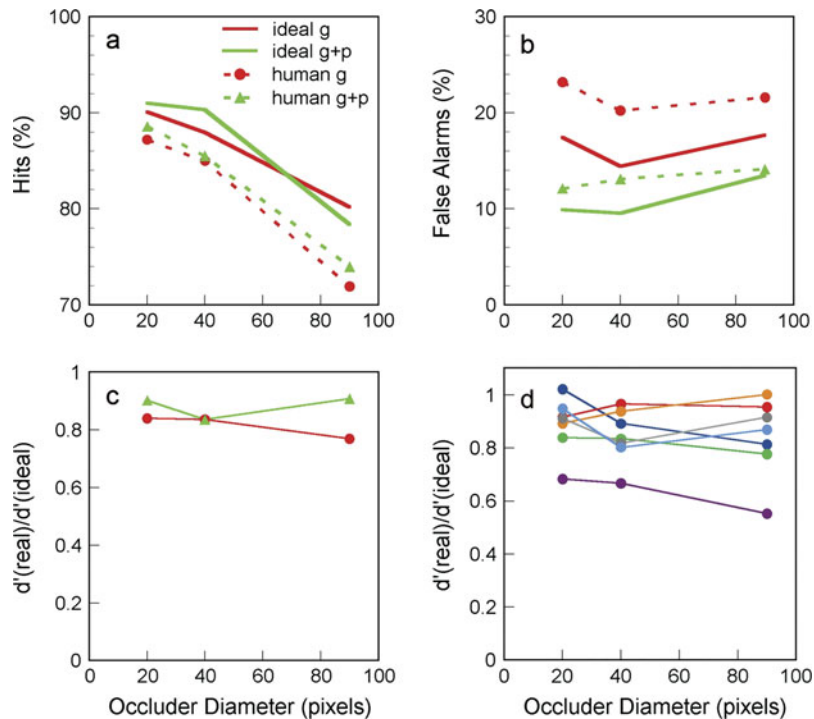 a
ideal g
ideal g+p
human g
human g+p
Hits (%)
100
90
80
70
0 20 40 60 80 100
b
False Alarms (%)
30
20
10
0
0 20 40 60 80 100
c
d'(real)/d'(ideal)
1
0.8
0.6
0.4
0.2
0
0 20 40 60 80 100
Occluder Diameter (pixels)
d
d'(real)/d'(ideal)
1
0.8
0.6
0.4
0.2
0
0 20 40 60 80 100
Occluder Diameter (pixels)